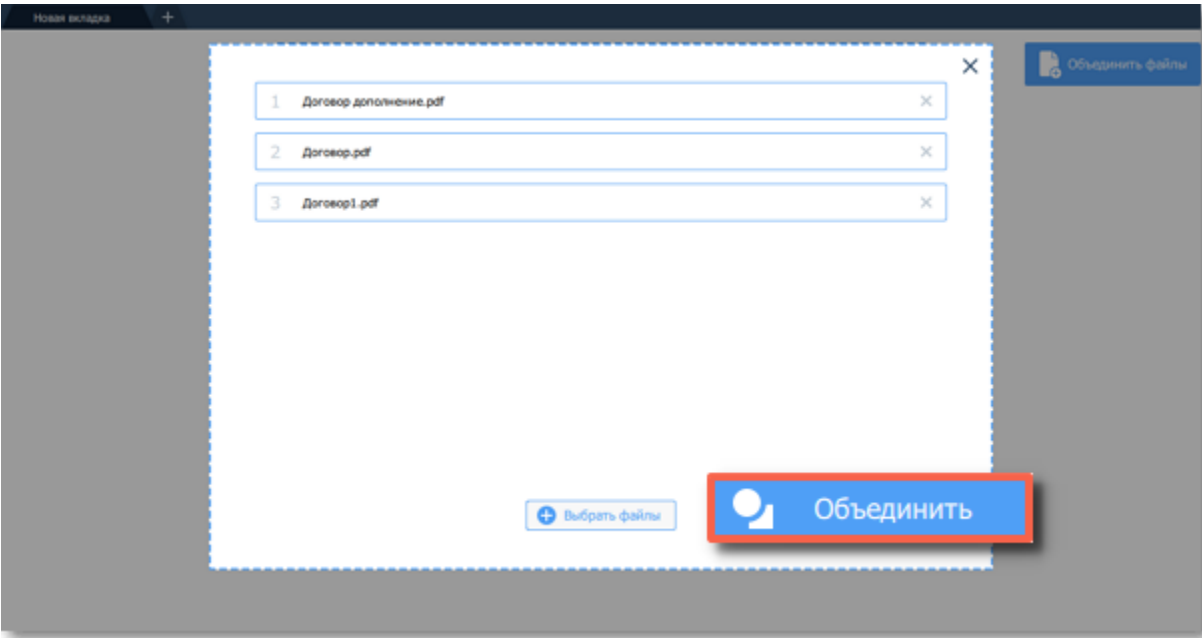 Новая вкладка +
Объединить файлы
1 Договор дополнение.pdf
2 Договор.pdf
3 Договор1.pdf
Выбрать файлы
Объединить